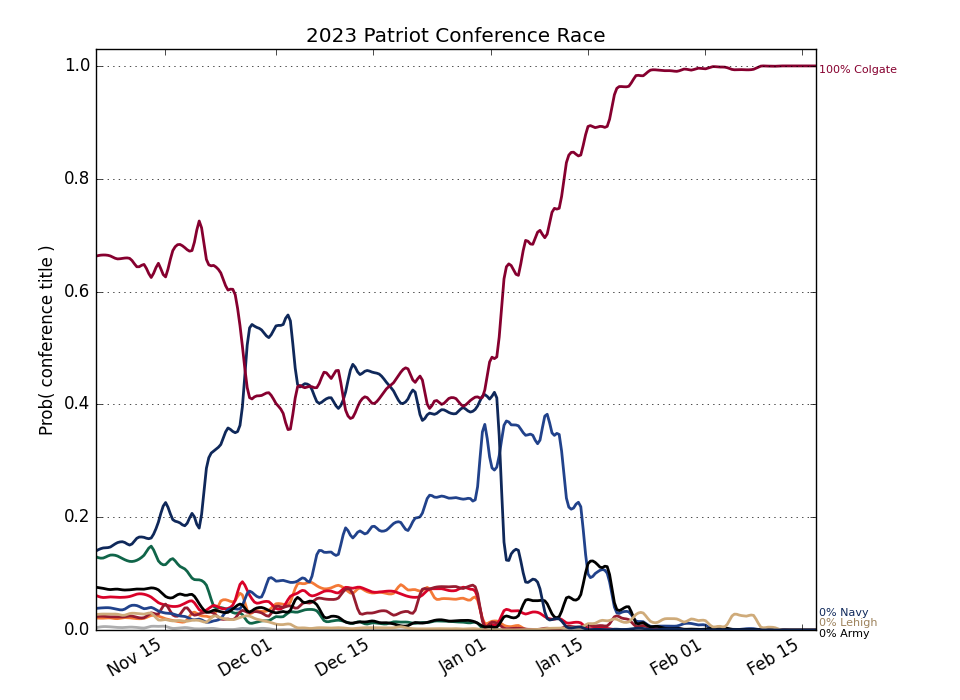 2023 Patriot Conference Race
Prob( conference title )
1.0
0.8
0.6
0.4
0.2
0.0
Nov 15
Dec 01
Dec 15
Jan 01
Jan 15
Feb 01
Feb 15
100% Colgate
0% Navy
0% Lehigh
0% Army